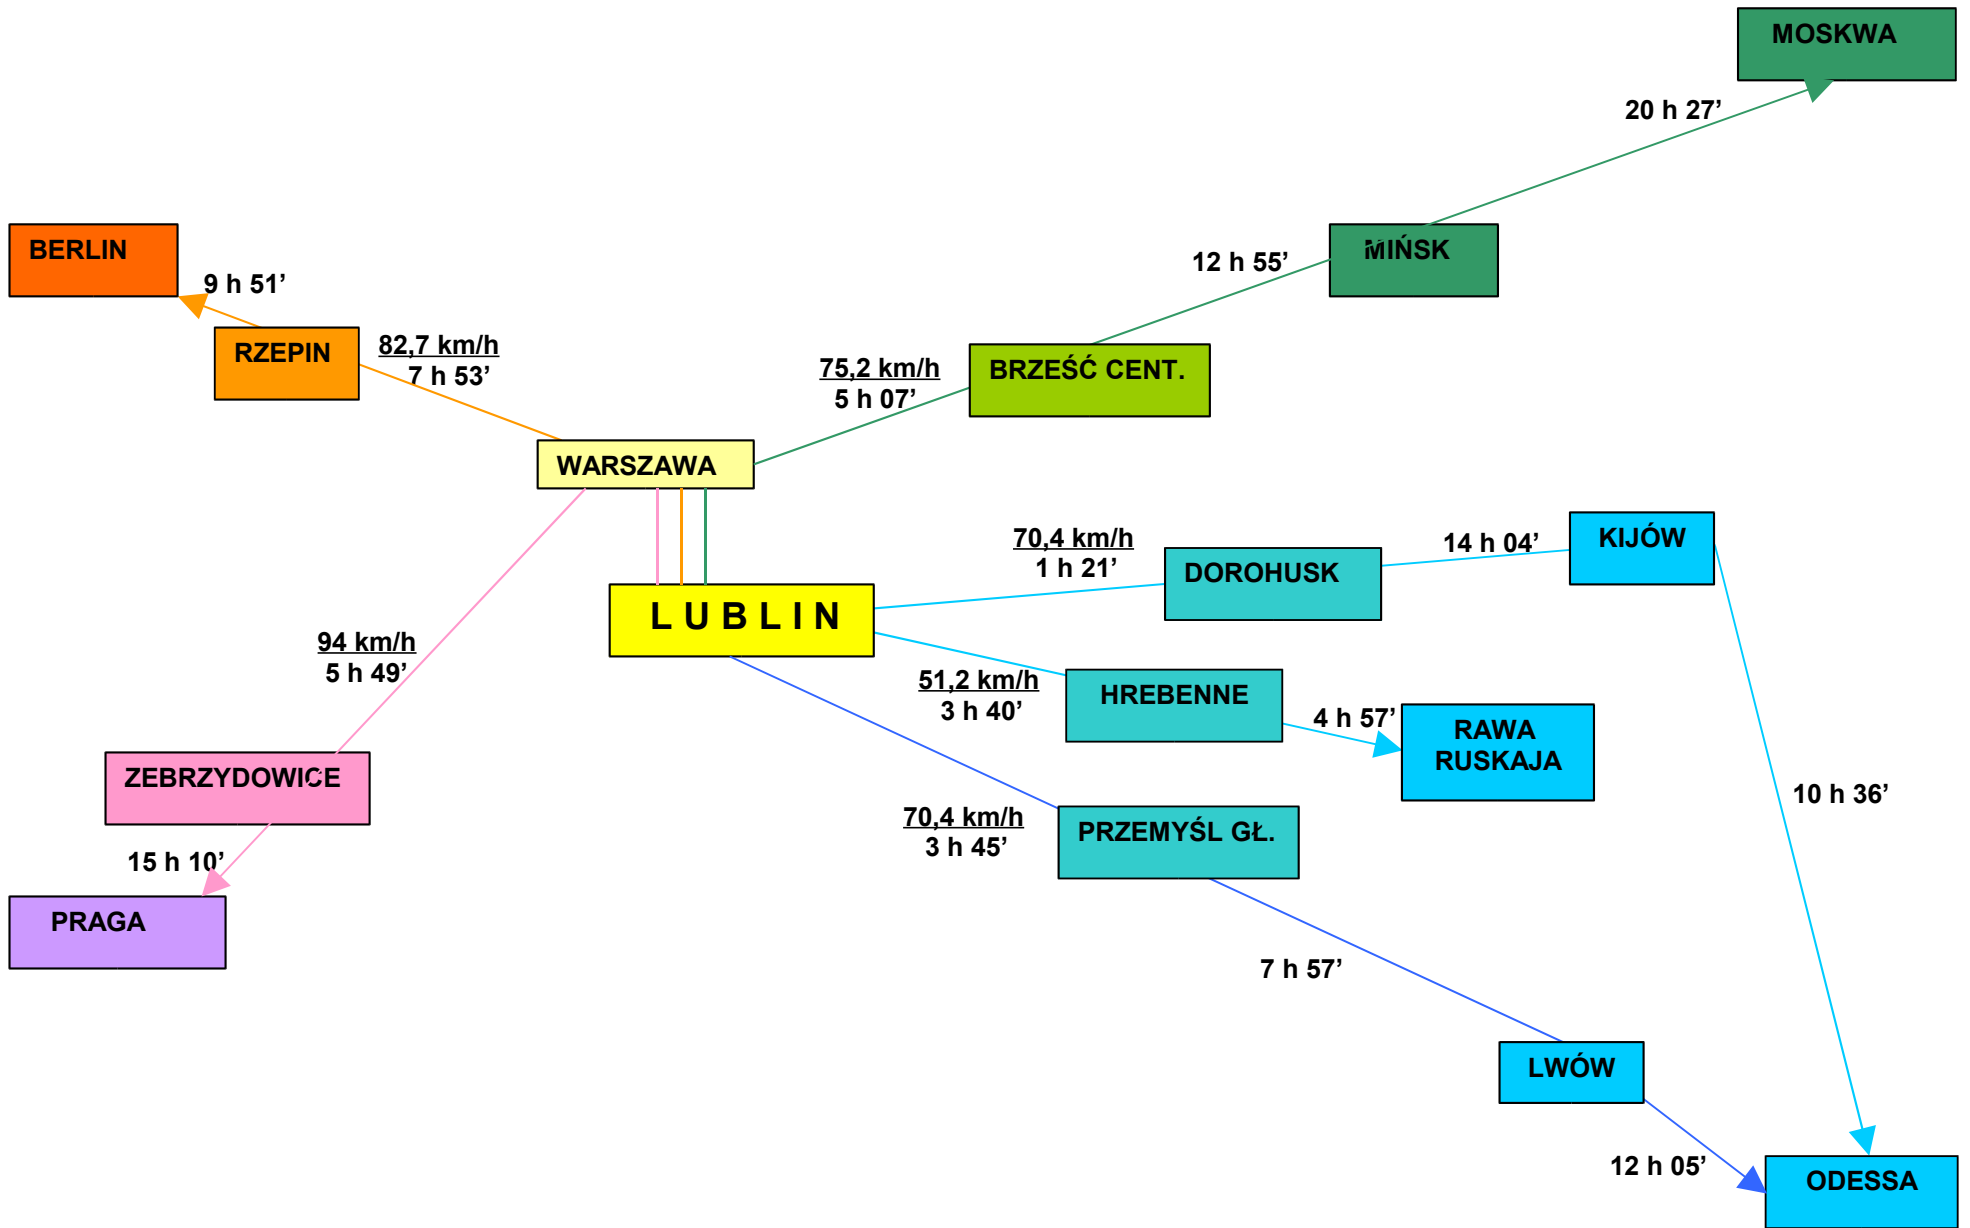 MOSKWA
20 h 27’
BERLIN
MIŃSK
12 h 55’
9 h 51’
RZEPIN
82,7 km/h
7 h 53’
75,2 km/h
5 h 07’
BRZEŚĆ CENT.
WARSZAWA
KIJÓW
70,4 km/h
1 h 21’
DOROHUSK
14 h 04’
L U B L I N
94 km/h
5 h 49’
51,2 km/h
3 h 40’
HREBENNE
4 h 57’
RAWA
RUSKAJA
ZEBRZYDOWICE
10 h 36’
70,4 km/h
3 h 45’
PRZEMYŚL GŁ.
15 h 10’
PRAGA
7 h 57’
LWÓW
12 h 05’
ODESSA